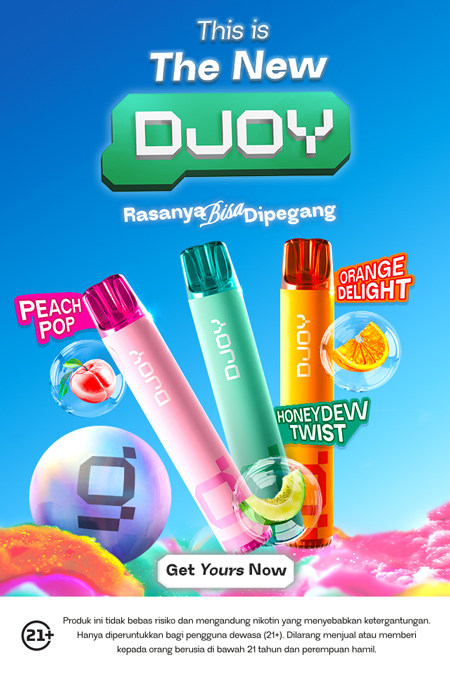 This is
The New
DJOY
Rasanya Bisa Dipegang
PEACH
POP
ORANGE
DELIGHT
DJOY
DJOY
DJOY
HONEYDEW
TWIST
Get Yours Now
21+
Produk ini tidak bebas risiko dan mengandung nikotin yang menyebabkan ketergantungan.
Hanya diperuntukkan bagi pengguna dewasa (21+). Dilarang menjual atau memberi
kepada orang berusia di bawah 21 tahun dan perempuan hamil.